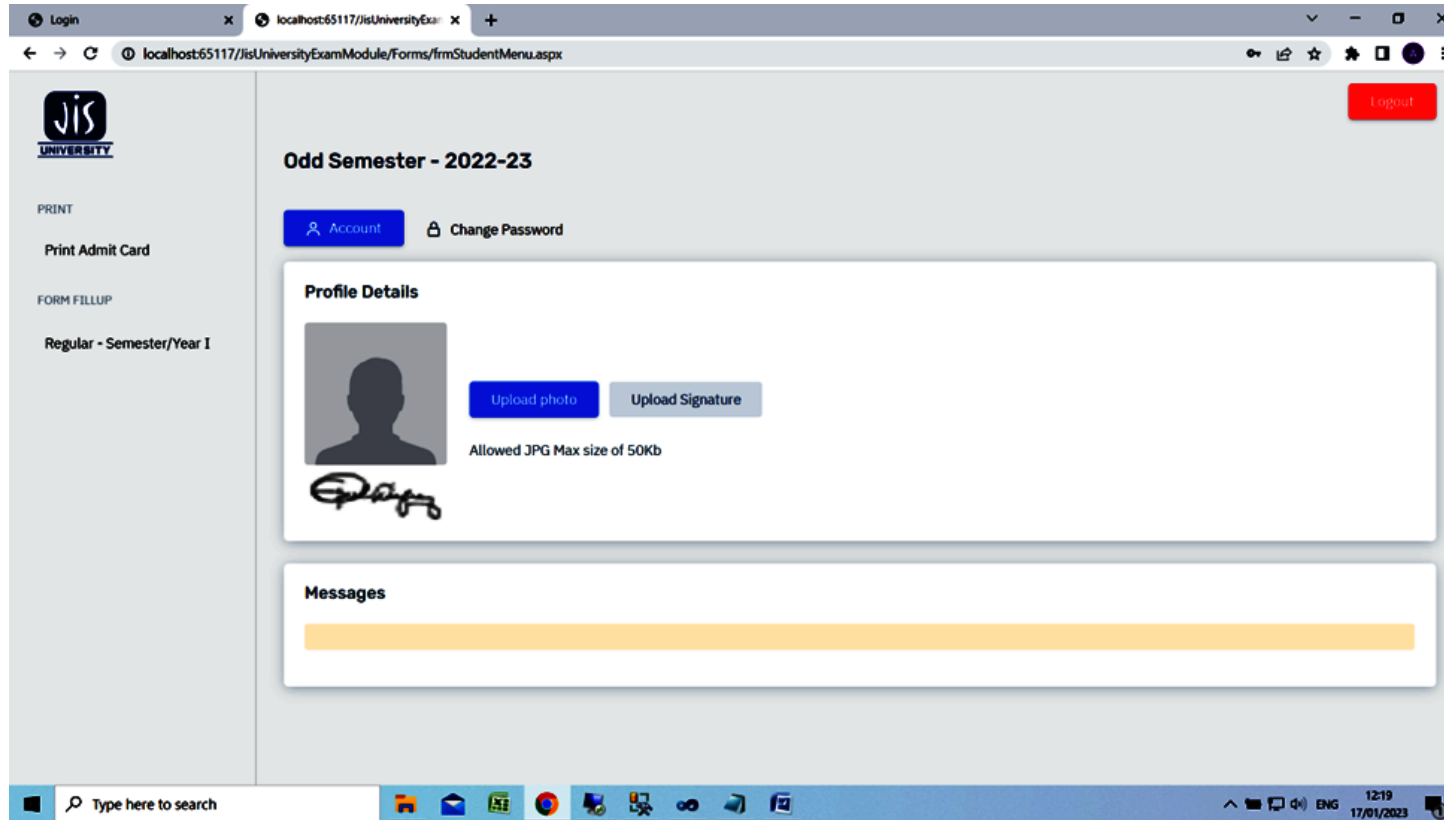 Login
localhost:65117/JisUniversityExar
localhost:65117/JisUniversityExamModule/Forms/frmStudentMenu.aspx
JIS
UNIVERSITY
Logout
Odd Semester - 2022-23
PRINT
Print Admit Card
FORM FILLUP
Regular - Semester/Year I
Account
Change Password
Profile Details
Upload photo
Upload Signature
Allowed JPG Max size of 50Kb
Messages
Type here to search
ENG
12:19
17/01/2023